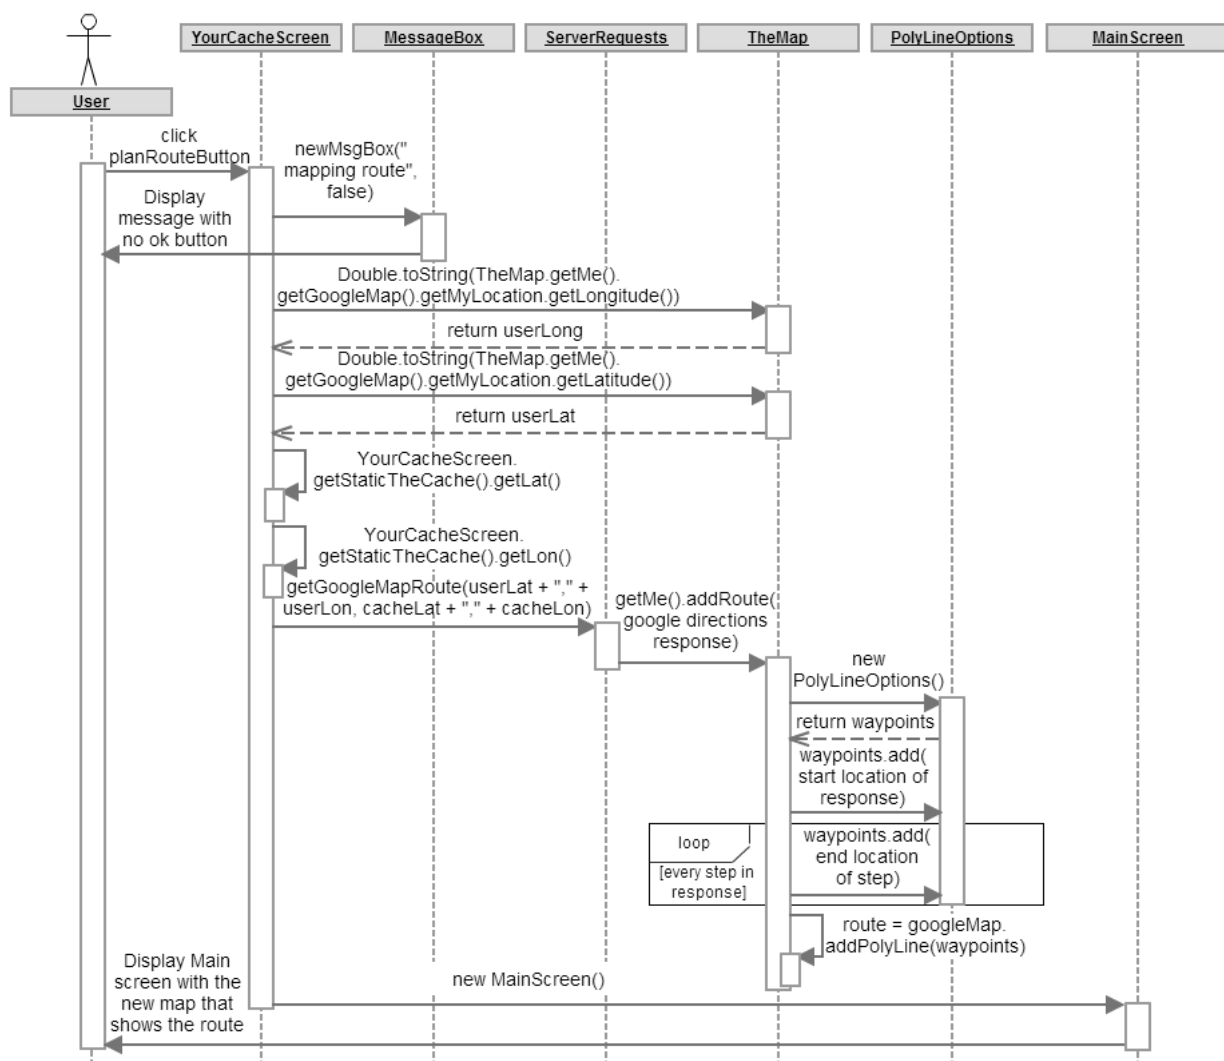 YourCacheScreen
MessageBox
ServerRequests
TheMap
PolyLineOptions
MainScreen
User
click
planRouteButton
newMsgBox("
mapping route",
false)
Display
message with
no ok button
Double.toString(TheMap.getMe().
getGoogleMap().getMyLocation.getLongitude())
return userLong
Double.toString(TheMap.getMe().
getGoogleMap().getMyLocation.getLatitude())
return userLat
YourCacheScreen.
getStaticTheCache().getLat()
YourCacheScreen.
getStaticTheCache().getLon()
getGoogleMapRoute(userLat + "," +
userLon, cacheLat + "," + cacheLon)
getMe().addRoute(
google directions
response)
new
PolyLineOptions()
return waypoints
waypoints.add(
start location of
response)
loop
[every step in
response]
waypoints.add(
end location
of step)
route = googleMap.
addPolyLine(waypoints)
new MainScreen()
Display Main
screen with the
new map that
shows the route